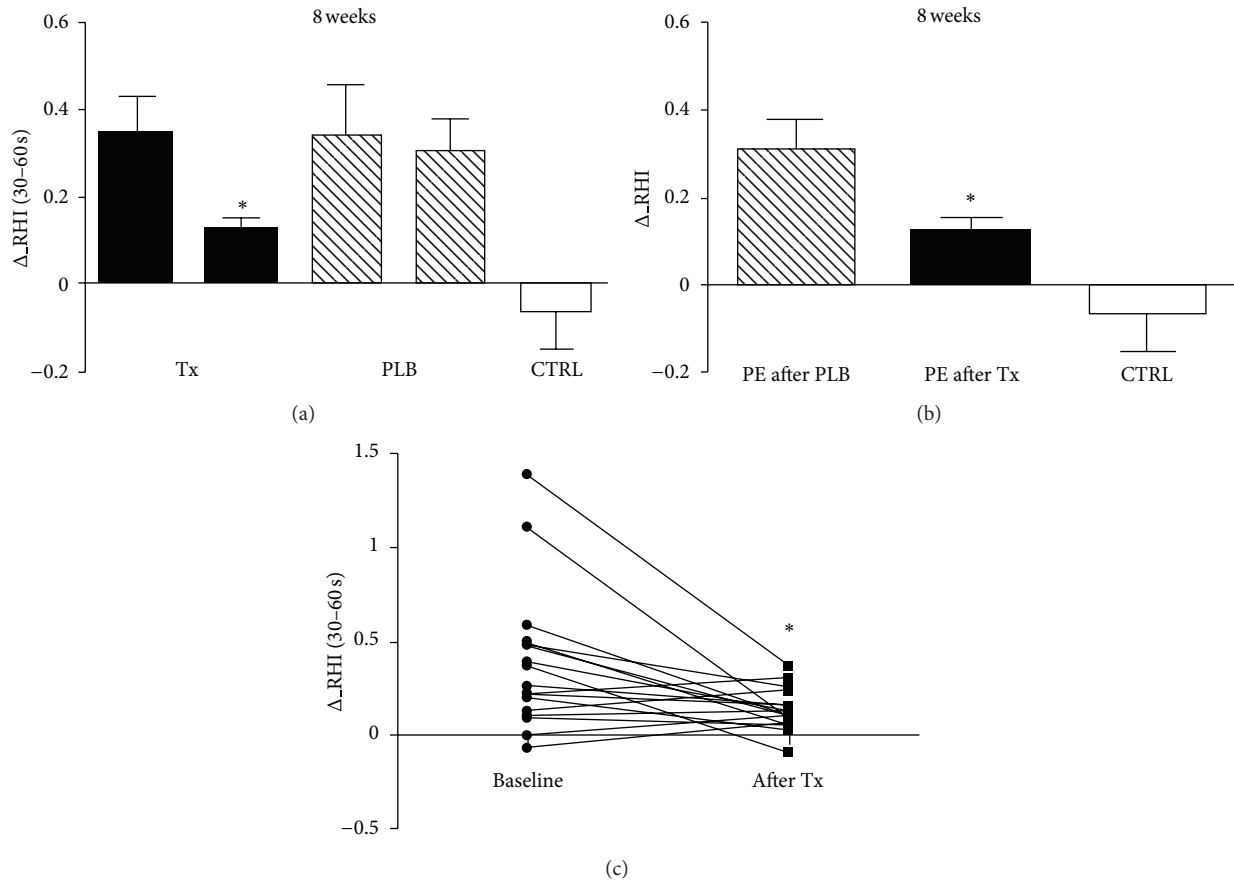 8 weeks
0.6
0.4
0.2
0
−0.2
Δ_RHI (30–60 s)
*
Tx
PLB
CTRL
(a)
8 weeks
0.6
0.4
0.2
0
−0.2
Δ_RHI
*
PE after PLB
PE after Tx
CTRL
(b)
1.5
1
0.5
0
−0.5
Δ_RHI (30–60 s)
*
Baseline
After Tx
(c)